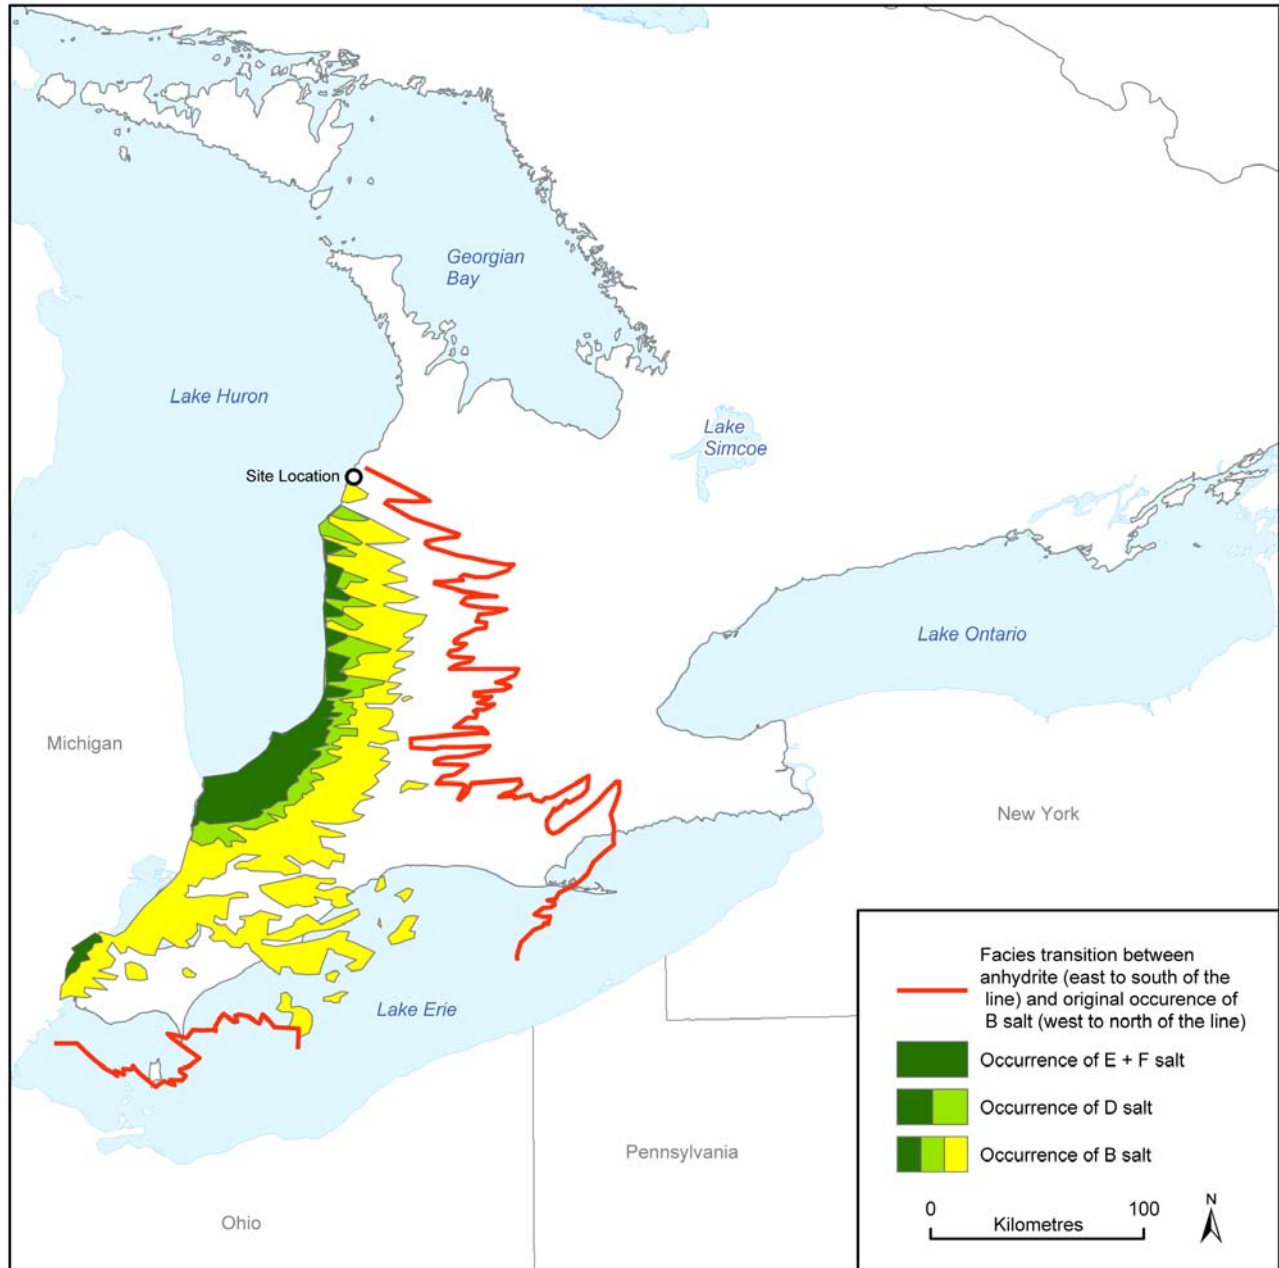 Georgian
Bay
Lake Huron
Lake
Simcoe
Site Location
Lake Ontario
Michigan
New York
Lake Erie
Pennsylvania
Ohio
Facies transition between
anhydrite (east to south of the
line) and original occurence of
B salt (west to north of the line)
Occurrence of E + F salt
Occurrence of D salt
Occurrence of B salt
0 100
Kilometres
N